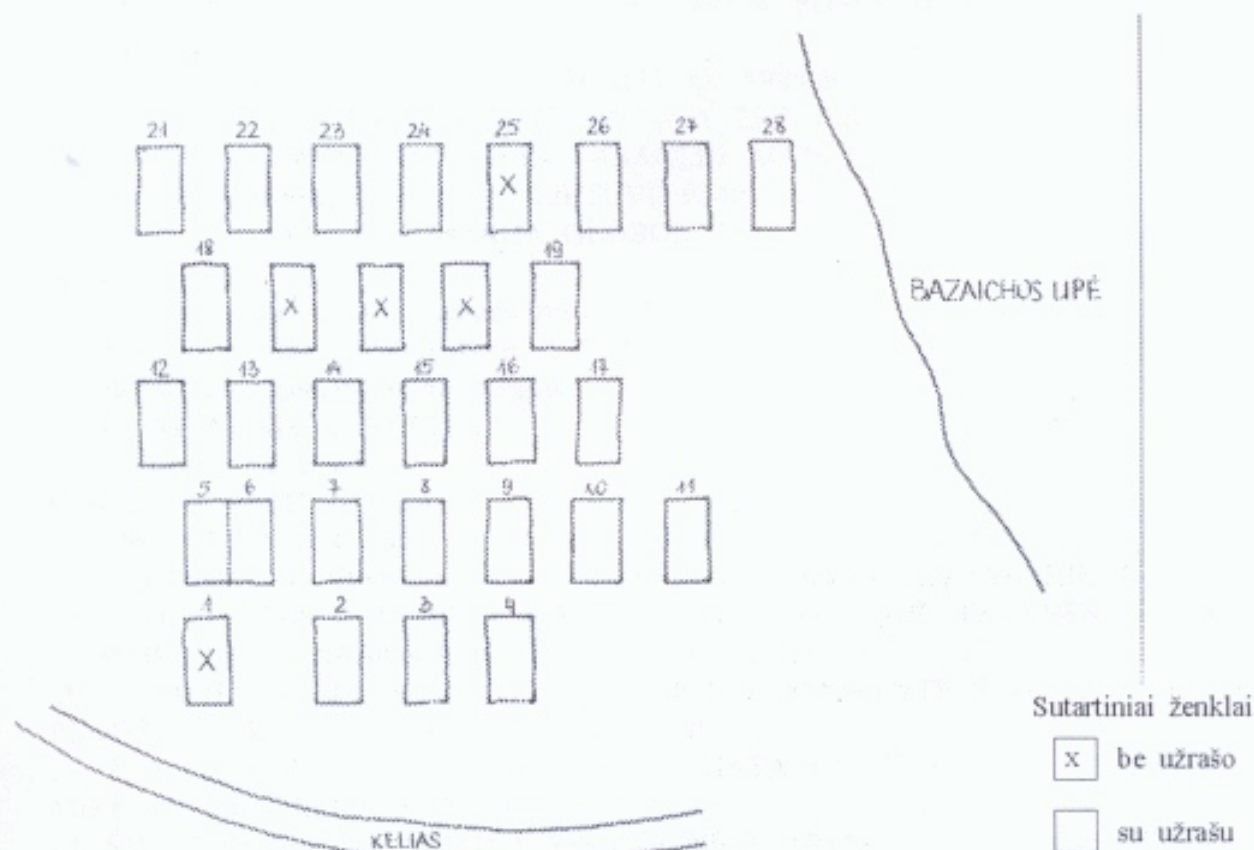 21 22 23 24 25 26 27 28
X
18 19
X X X
BAZAICHOS UPĖ
12 13 14 15 16 17
5 6 7 8 9 10 11
1 2 3 4
X
KELIAS
Sutartiniai ženklai
X be užrašo
su užrašu